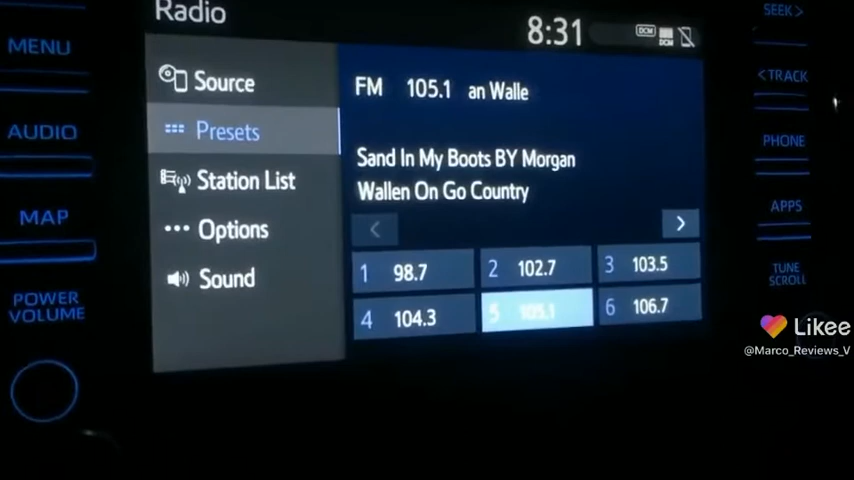 Radio
8:31
DCM
DCM
MENU
AUDIO
MAP
POWER
VOLUME
Source
Presets
Station List
Options
Sound
FM 105.1 an Walle
Sand In My Boots BY Morgan
Wallen On Go Country
<
>
1 98.7
2 102.7
3 103.5
4 104.3
5 105.1
6 106.7
SEEK>
<TRACK
PHONE
APPS
TUNE
SCROLL
Likee
@Marco_Reviews_V